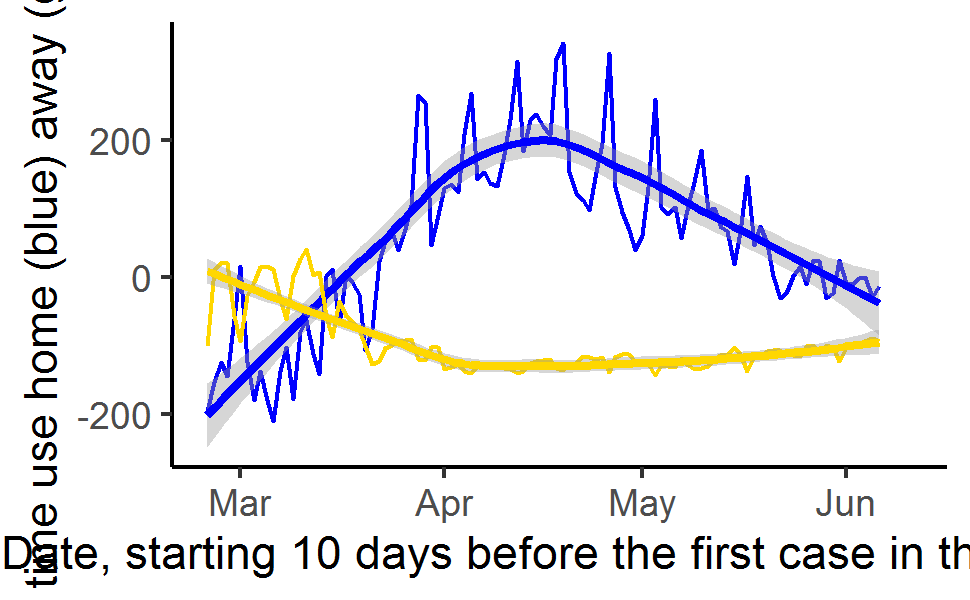 time use home (blue) away (g
200
0
-200
Mar Apr May Jun
Date, starting 10 days before the first case in th